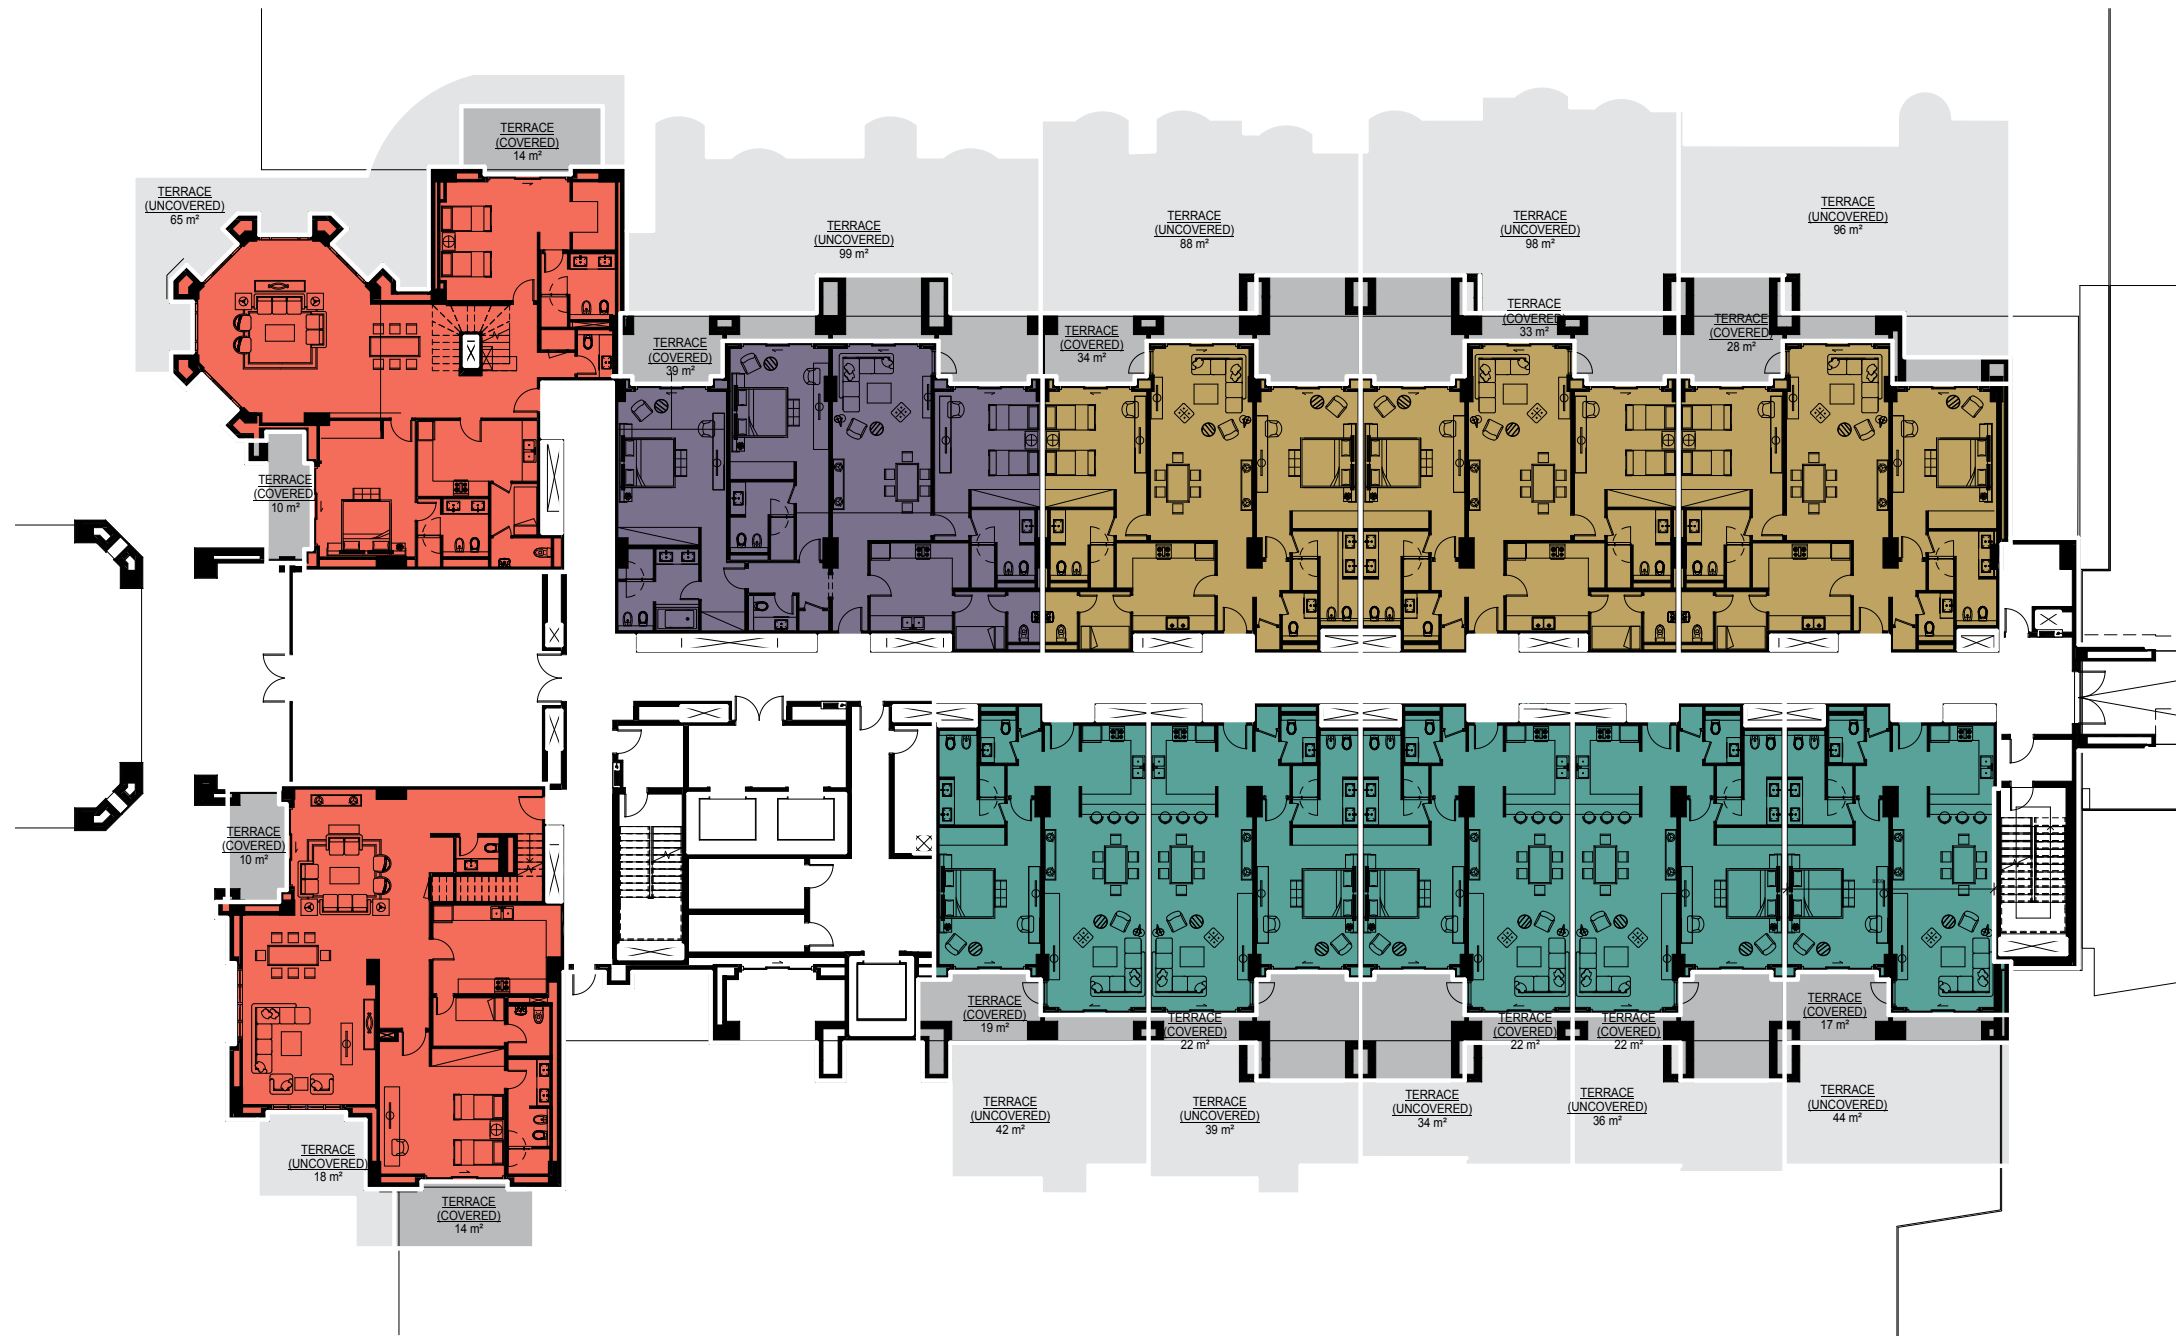 TERRACE
(COVERED)
14 m²
TERRACE
(UNCOVERED)
65 m²
TERRACE
(UNCOVERED)
99 m²
TERRACE
(UNCOVERED)
88 m²
TERRACE
(UNCOVERED)
98 m²
TERRACE
(UNCOVERED)
96 m²
TERRACE
(COVERED)
39 m²
TERRACE
(COVERED)
34 m²
TERRACE
(COVERED)
33 m²
TERRACE
(COVERED)
28 m²
TERRACE
(COVERED)
10 m²
TERRACE
(COVERED)
10 m²
TERRACE
(COVERED)
19 m²
TERRACE
(COVERED)
22 m²
TERRACE
(COVERED)
22 m²
TERRACE
(COVERED)
22 m²
TERRACE
(COVERED)
17 m²
TERRACE
(UNCOVERED)
42 m²
TERRACE
(UNCOVERED)
39 m²
TERRACE
(UNCOVERED)
34 m²
TERRACE
(UNCOVERED)
36 m²
TERRACE
(UNCOVERED)
44 m²
TERRACE
(UNCOVERED)
18 m²
TERRACE
(COVERED)
14 m²